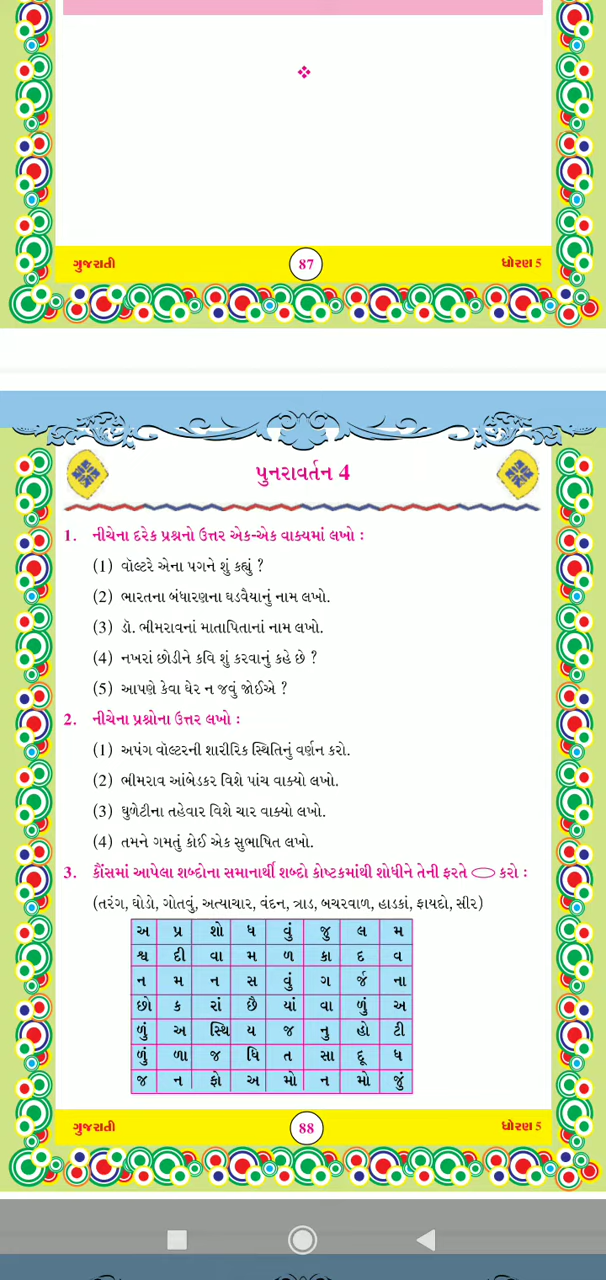 ગુજરાતી 87 ધોરણ 5
પુનરાવર્તન 4
1. નીચેના દરેક પ્રશ્નનો ઉત્તર એક-એક વાક્યમાં લખો :
(1) વૉલ્ટરે એના પગને શું કહ્યું ?
(2) ભારતના બંધારણના ઘડવૈયાનું નામ લખો.
(3) ડૉ. ભીમરાવનાં માતાપિતાનાં નામ લખો.
(4) નખરાં છોડીને કવિ શું કરવાનું કહે છે ?
(5) આપણે કેવા ઘેર ન જવું જોઈએ ?
2. નીચેના પ્રશ્નોના ઉત્તર લખો :
(1) અપંગ વૉલ્ટરની શારીરિક સ્થિતિનું વર્ણન કરો.
(2) ભીમરાવ આંબેડકર વિશે પાંચ વાક્યો લખો.
(3) ધુળેટીના તહેવાર વિશે ચાર વાક્યો લખો.
(4) તમને ગમતું કોઈ એક સુભાષિત લખો.
3. કૌંસમાં આપેલા શબ્દોના સમાનાર્થી શબ્દો કોષ્ટકમાંથી શોધીને તેની ફરતે કરો :
(તરંગ, ઘોડો, ગોતવું, અત્યાચાર, વંદન, ત્રાડ, બચરવાળ, હાડકાં, ફાયદો, સીર)
અ પ્ર શો ધ વું જુ લ મ
શ્વ દી વા મ ળ કા દ વ
ન મ ન સ વું ગ ર્જ ના
છો ક રાં છૈ યાં વા ળું અ
ળું અ સ્થિ ય જ નુ હો ટી
ળું ળા જ ધિ ત સા દૂ ધ
જ ન ફો અ મો ન મો જું
ગુજરાતી 88 ધોરણ 5